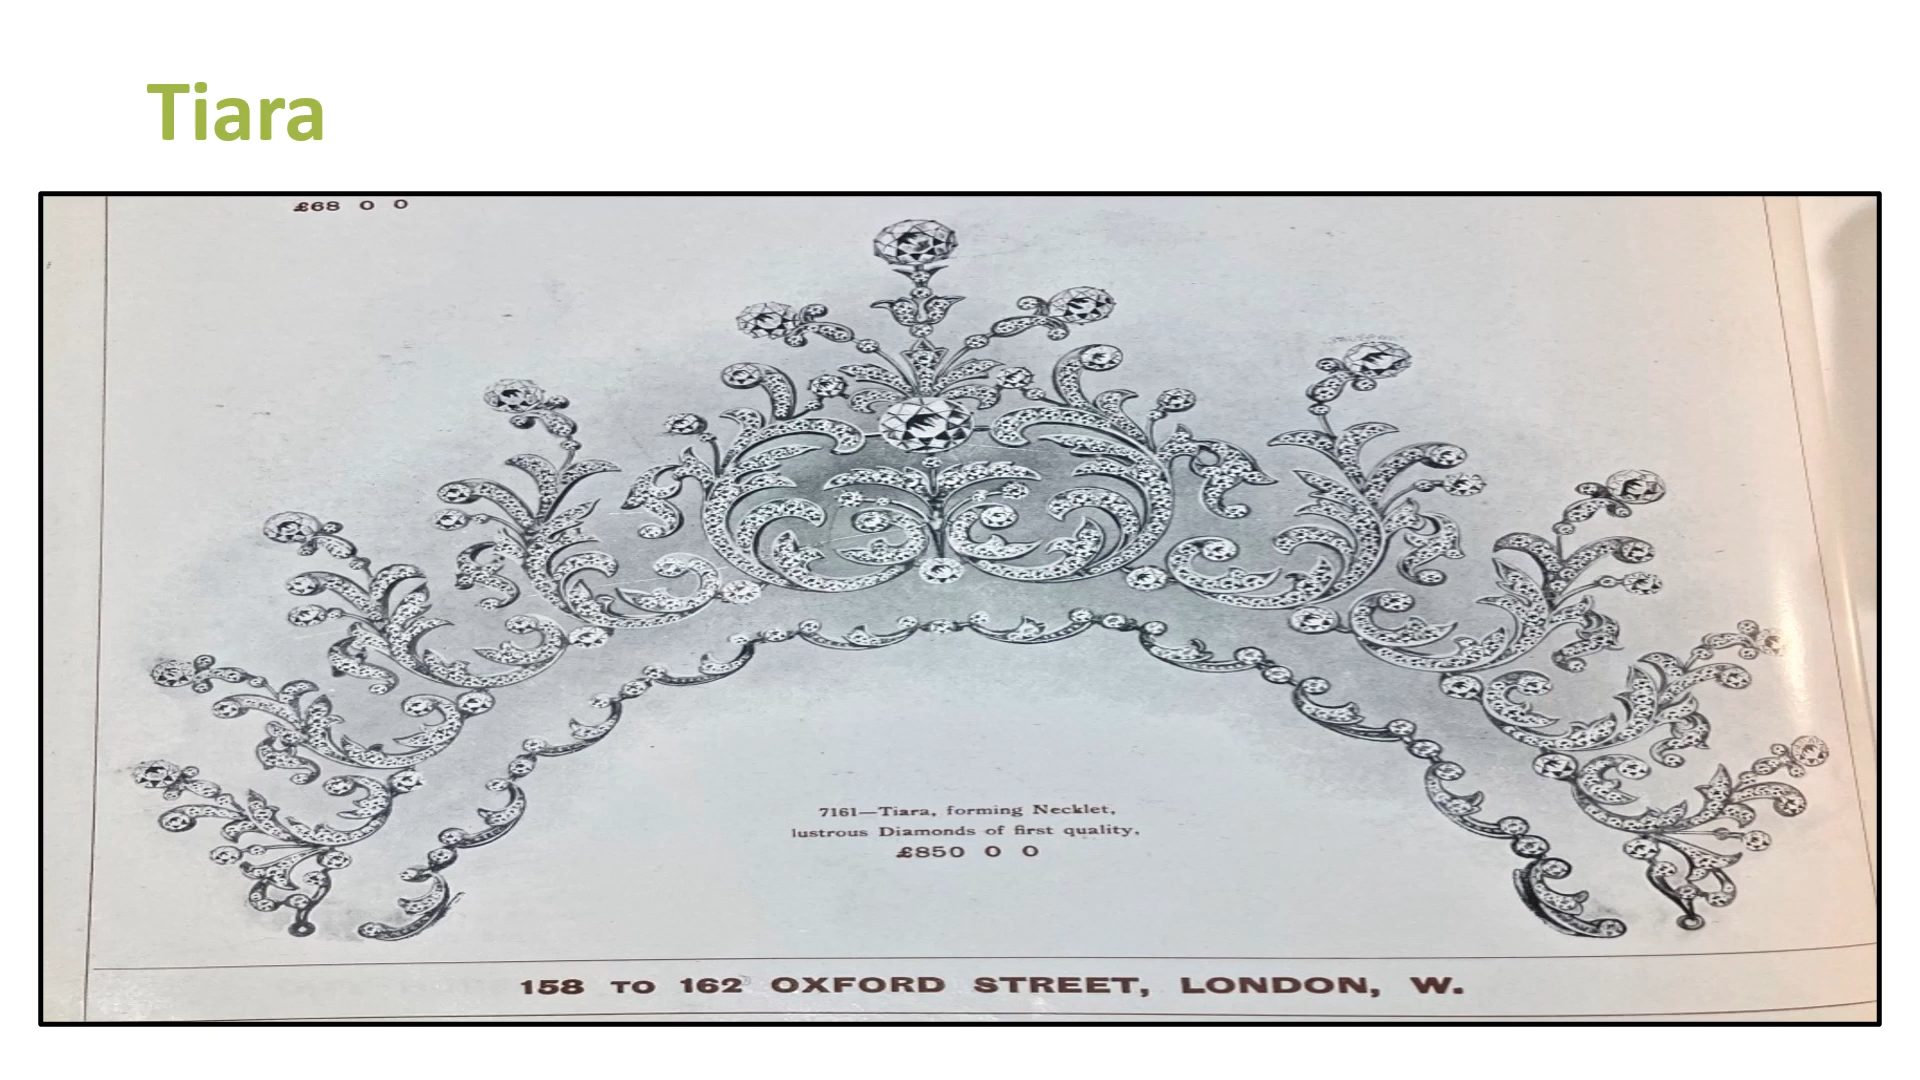 Tiara
£68 0 0
7161—Tiara, forming Necklet,
lustrous Diamonds of first quality,
£850 0 0
158 TO 162 OXFORD STREET, LONDON, W.